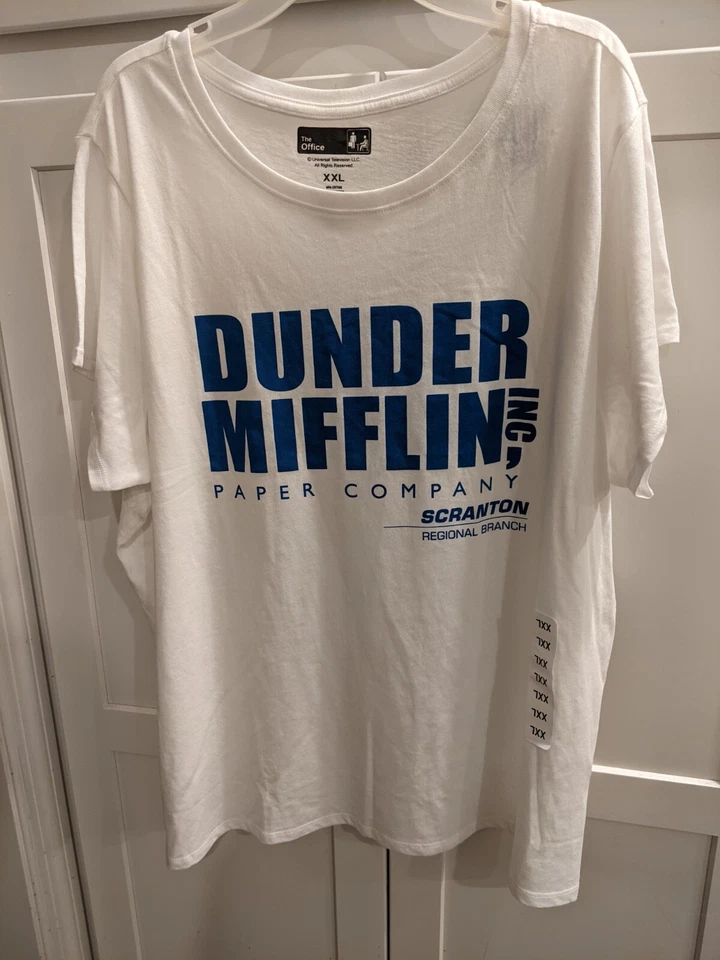 The
Office
© Universal Television LLC.
All Rights Reserved.
XXL
DUNDER
MIFFLIN, INC
PAPER COMPANY
SCRANTON
REGIONAL BRANCH
XXL
XXL
XXL
XXL
XXL
XXL
XXL